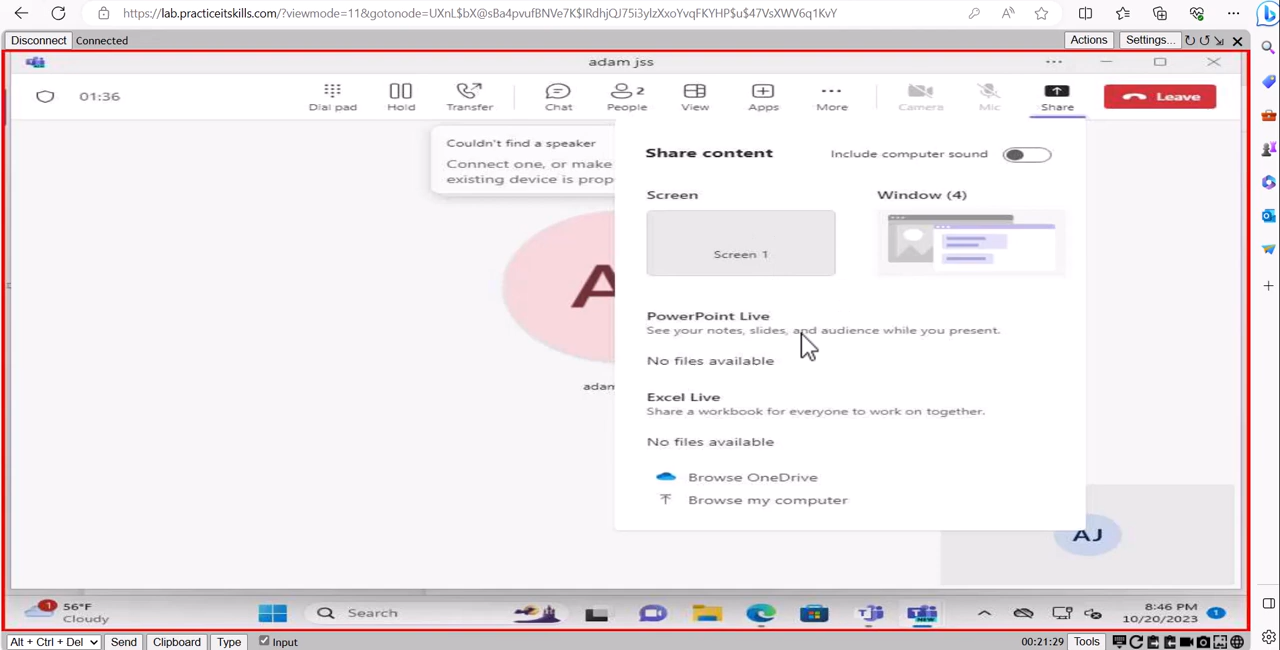 https://lab.practiceitskills.com/?viewmode=11&gotonode=UXnL$bX@sBa4pvufBNVe7K$IRdhjQJ75i3ylzXxoYvqFKYHP$u$47VsXWV6q1KvY
Disconnect Connected Actions Settings...
adam jss
01:36 Dial pad Hold Transfer Chat People 2 View Apps More Camera Mic Share Leave
Couldn't find a speaker
Connect one, or make
existing device is prop
Share content Include computer sound
Screen Window (4)
Screen 1
PowerPoint Live
See your notes, slides, and audience while you present.
No files available
adam
Excel Live
Share a workbook for everyone to work on together.
No files available
Browse OneDrive
Browse my computer
AJ
1 56°F
Cloudy
Search
NEW
8:46 PM
10/20/2023
1
Alt + Ctrl + Del Send Clipboard Type Input 00:21:29 Tools